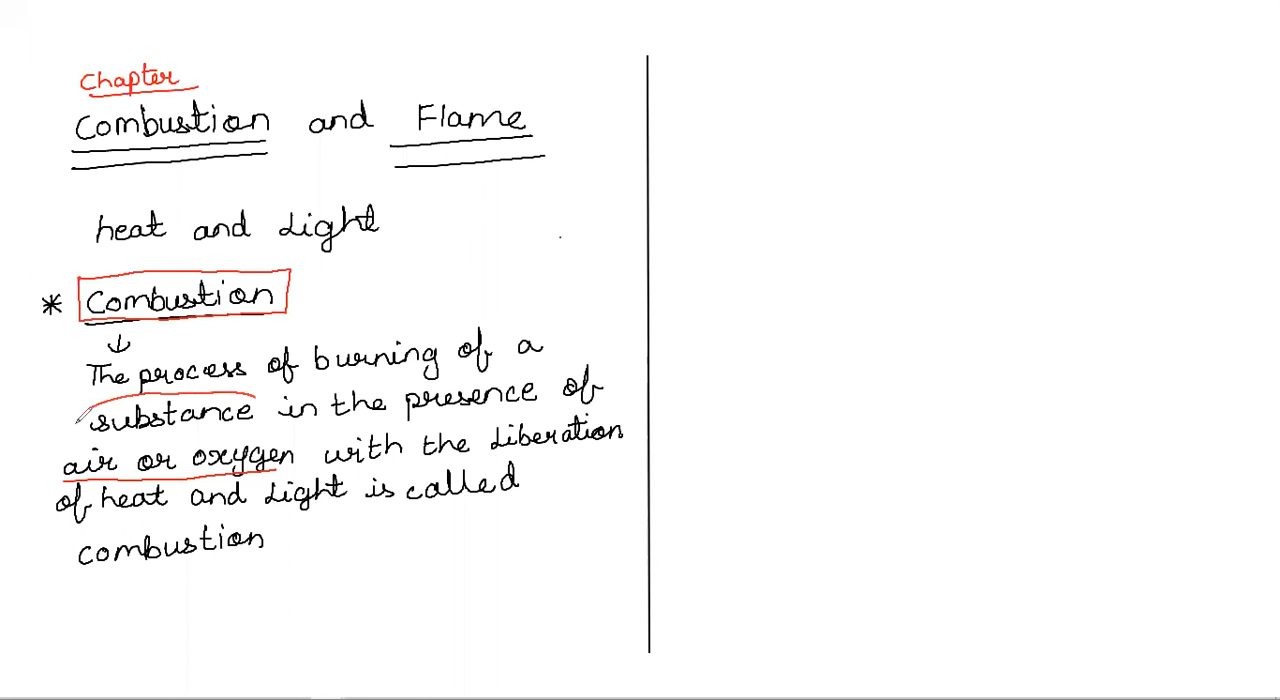 Chapter
Combustion and Flame
heat and Light
* Combustion
↓
The process of burning of a
substance in the presence of
air or oxygen with the Liberation
of heat and Light is called
combustion